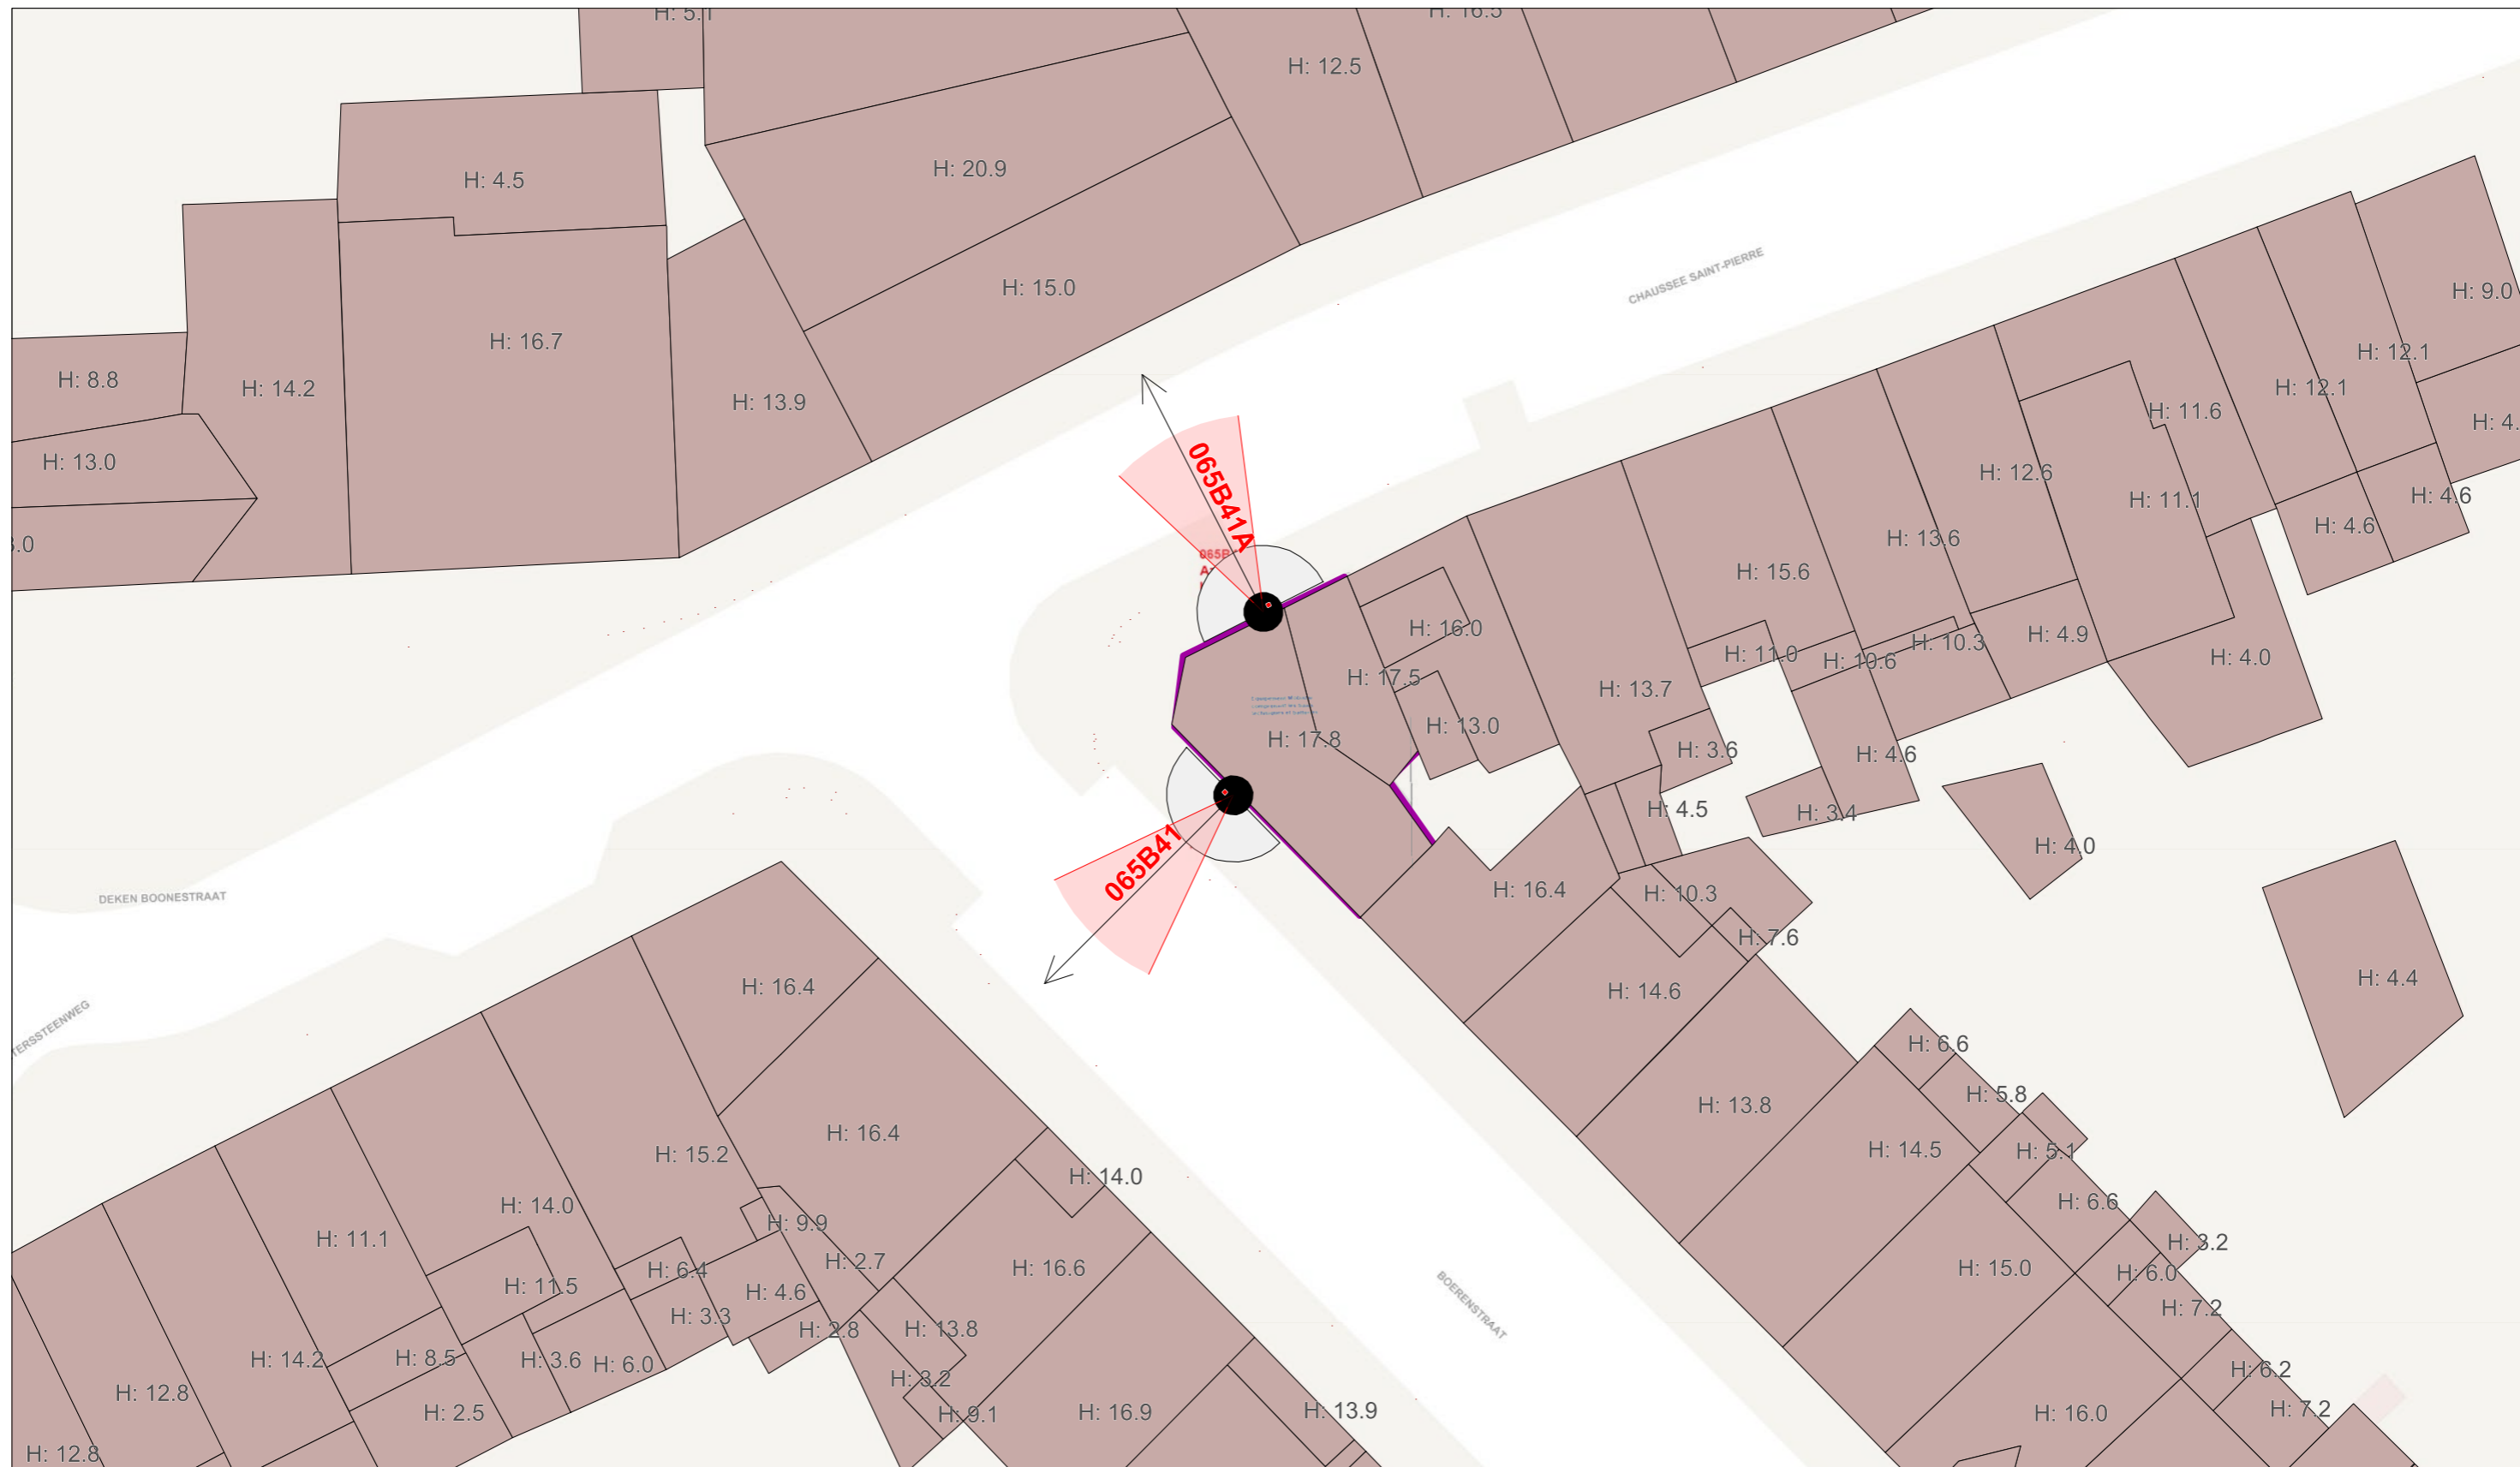 H: 5.1
H: 16.5
H: 12.5
H: 20.9
H: 4.5
CHAUSSEE SAINT-PIERRE
H: 15.0
H: 9.0
H: 16.7
H: 12.1
H: 8.8
H: 14.2
H: 13.9
H: 12.1
H: 11.6
H: 4.
H: 13.0
H: 12.6
065B41A
H: 11.1
H: 4.6
H: 4.6
H: 13.6
H: 15.6
H: 16.0
H: 4.9
H: 10.3
H: 11.0
H: 10.6
H: 4.0
H: 17.5
H: 13.7
H: 13.0
H: 17.8
H: 3.6
H: 4.6
H: 4.5
H: 3.4
H: 4.0
065B41
DEKEN BOONESTRAAT
H: 16.4
H: 10.3
H: 7.6
H: 16.4
H: 14.6
H: 4.4
TERSSTEENWEG
H: 6.6
H: 5.8
H: 13.8
H: 16.4
H: 15.2
H: 14.5
H: 5.1
H: 14.0
H: 14.0
H: 6.6
H: 9.9
H: 11.1
H: 3.2
H: 2.7
H: 16.6
H: 15.0
H: 6.0
H: 6.4
H: 11.5
H: 4.6
BOERENSTRAAT
H: 7.2
H: 3.3
H: 2.8
H: 13.8
H: 14.2
H: 8.5
H: 3.6
H: 6.0
H: 6.2
H: 3.2
H: 12.8
H: 7.2
H: 2.5
H: 9.1
H: 16.9
H: 13.9
H: 16.0
H: 12.8